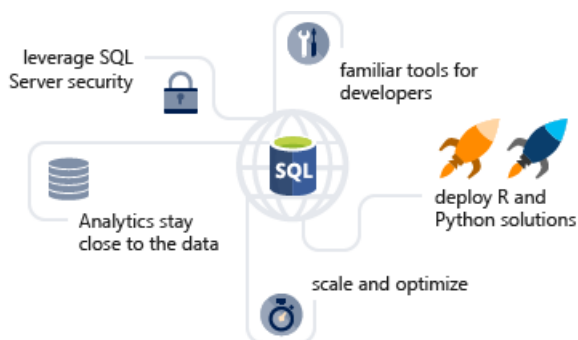 leverage SQL
Server security
familiar tools for
developers
SQL
deploy R and
Python solutions
Analytics stay
close to the data
scale and optimize